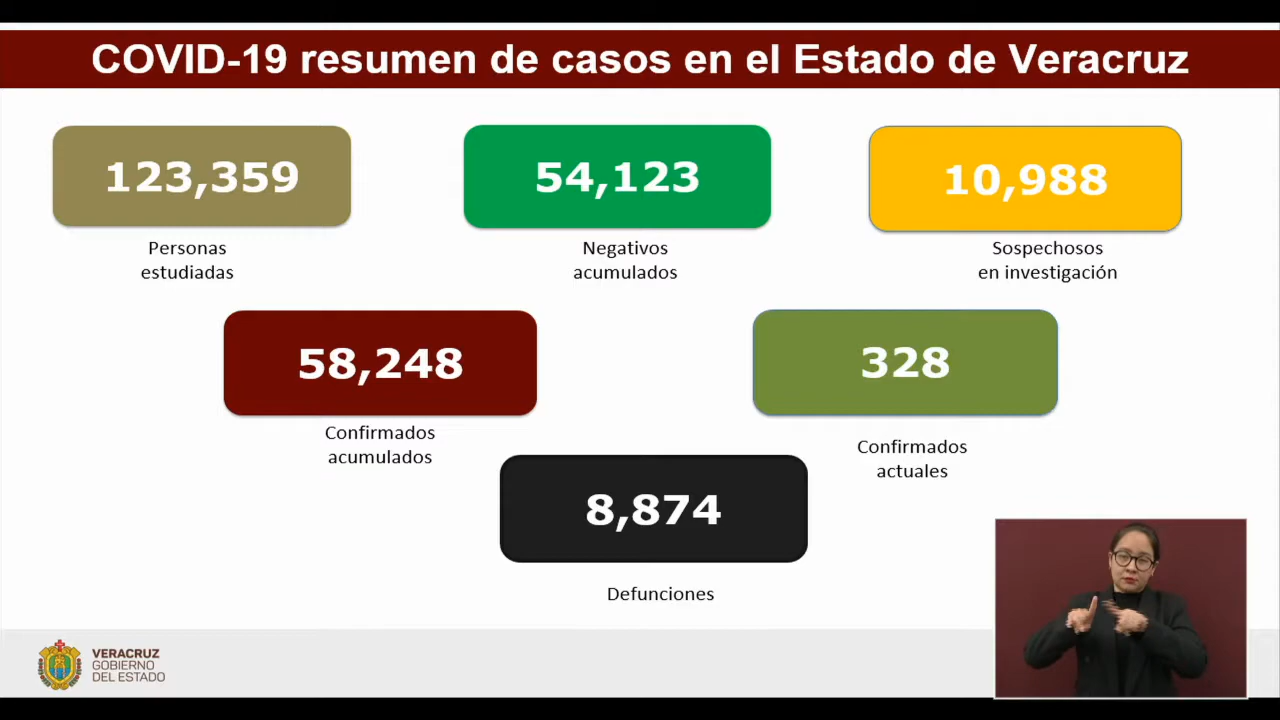 COVID-19 resumen de casos en el Estado de Veracruz
123,359
Personas
estudiadas
54,123
Negativos
acumulados
10,988
Sospechosos
en investigación
58,248
Confirmados
acumulados
328
Confirmados
actuales
8,874
Defunciones
VERACRUZ
GOBIERNO
DEL ESTADO